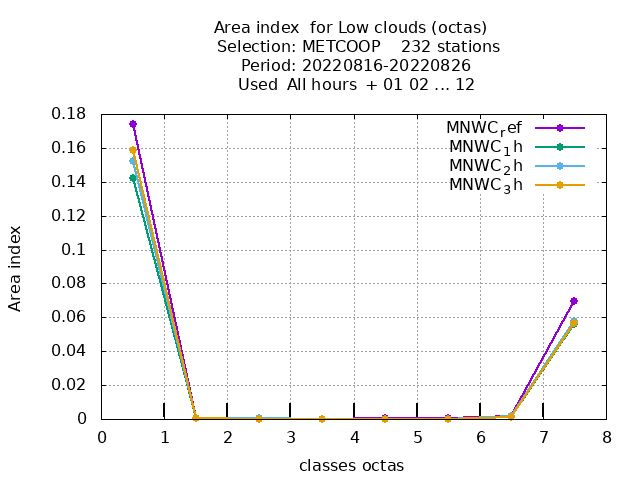 Area index  for Low clouds (octas)
Selection: METCOOP    232 stations
Period: 20220816-20220826
Used  All hours  + 01 02 ... 12
0.18
0.16
0.14
0.12
0.1
0.08
0.06
0.04
0.02
0
Area index
MNWC_ref
MNWC_1h
MNWC_2h
MNWC_3h
0 1 2 3 4 5 6 7 8
classes octas